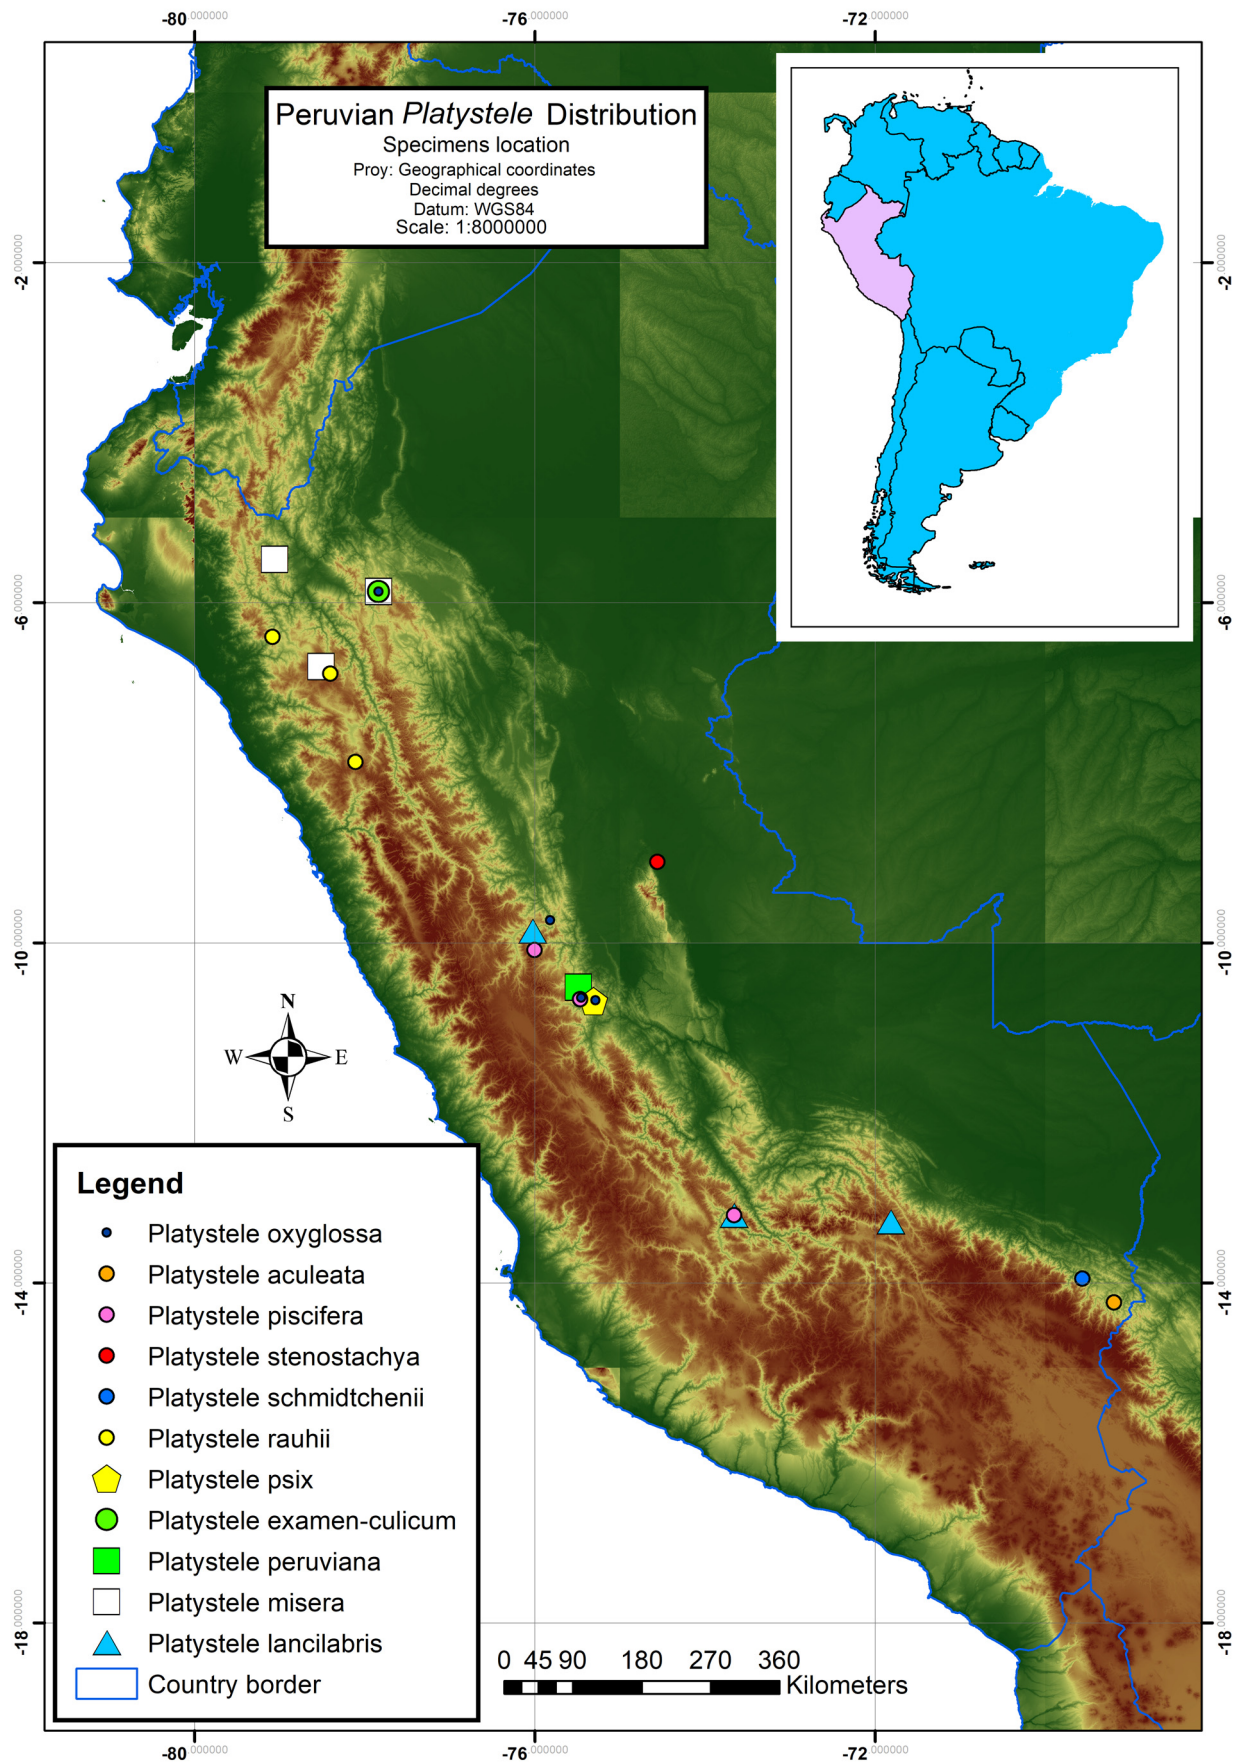 -80.000000 -76.000000 -72.000000
Peruvian Platystele Distribution
Specimens location
Proy: Geographical coordinates
Decimal degrees
Datum: WGS84
Scale: 1:8000000
-2.000000 -2.000000
-6.000000 -6.000000
-10.000000 -10.000000
N
W E
S
-14.000000 -14.000000
Legend
Platystele oxyglossa
Platystele aculeata
Platystele piscifera
Platystele stenostachya
Platystele schmidtchenii
Platystele rauhii
Platystele psix
Platystele examen-culicum
Platystele peruviana
Platystele misera
Platystele lancilabris
Country border
-18.000000 -18.000000
0 45 90 180 270 360
Kilometers
-80.000000 -76.000000 -72.000000